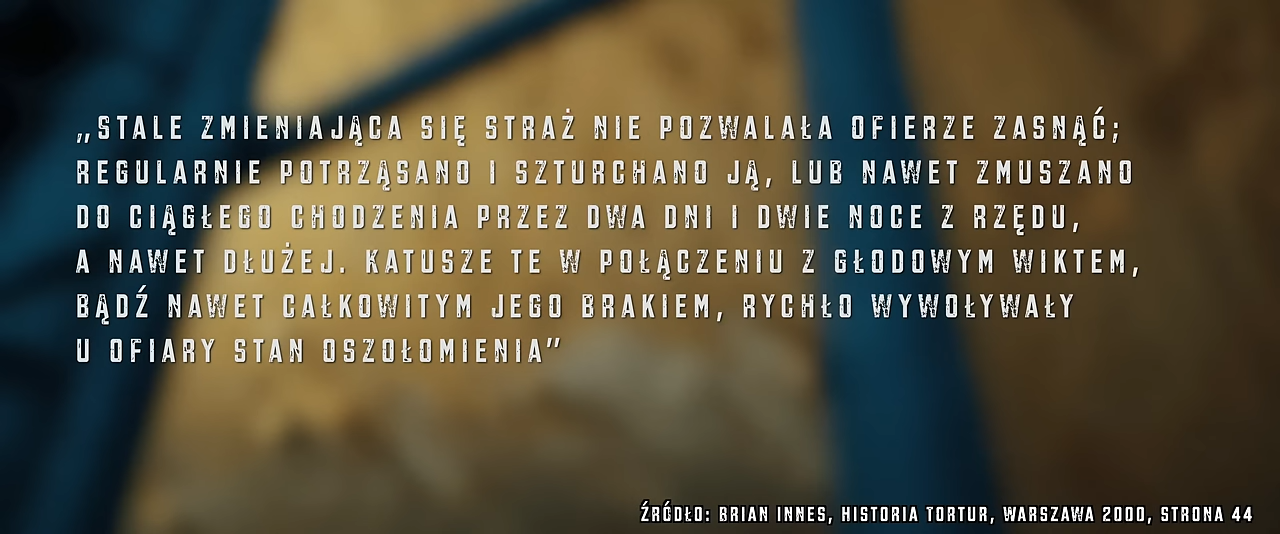 „STALE ZMIENIAJĄCA SIĘ STRAŻ NIE POZWALAŁA OFIERZE ZASNĄĆ;
REGULARNIE POTRZĄSANO I SZTURCHANO JĄ, LUB NAWET ZMUSZANO
DO CIĄGŁEGO CHODZENIA PRZEZ DWA DNI I DWIE NOCE Z RZĘDU,
A NAWET DŁUŻEJ. KATUSZE TE W POŁĄCZENIU Z GŁODOWYM WIKTEM,
BĄDŹ NAWET CAŁKOWITYM JEGO BRAKIEM, RYCHŁO WYWOŁYWAŁY
U OFIARY STAN OSZOŁOMIENIA”
ŹRÓDŁO: BRIAN INNES, HISTORIA TORTUR, WARSZAWA 2000, STRONA 44